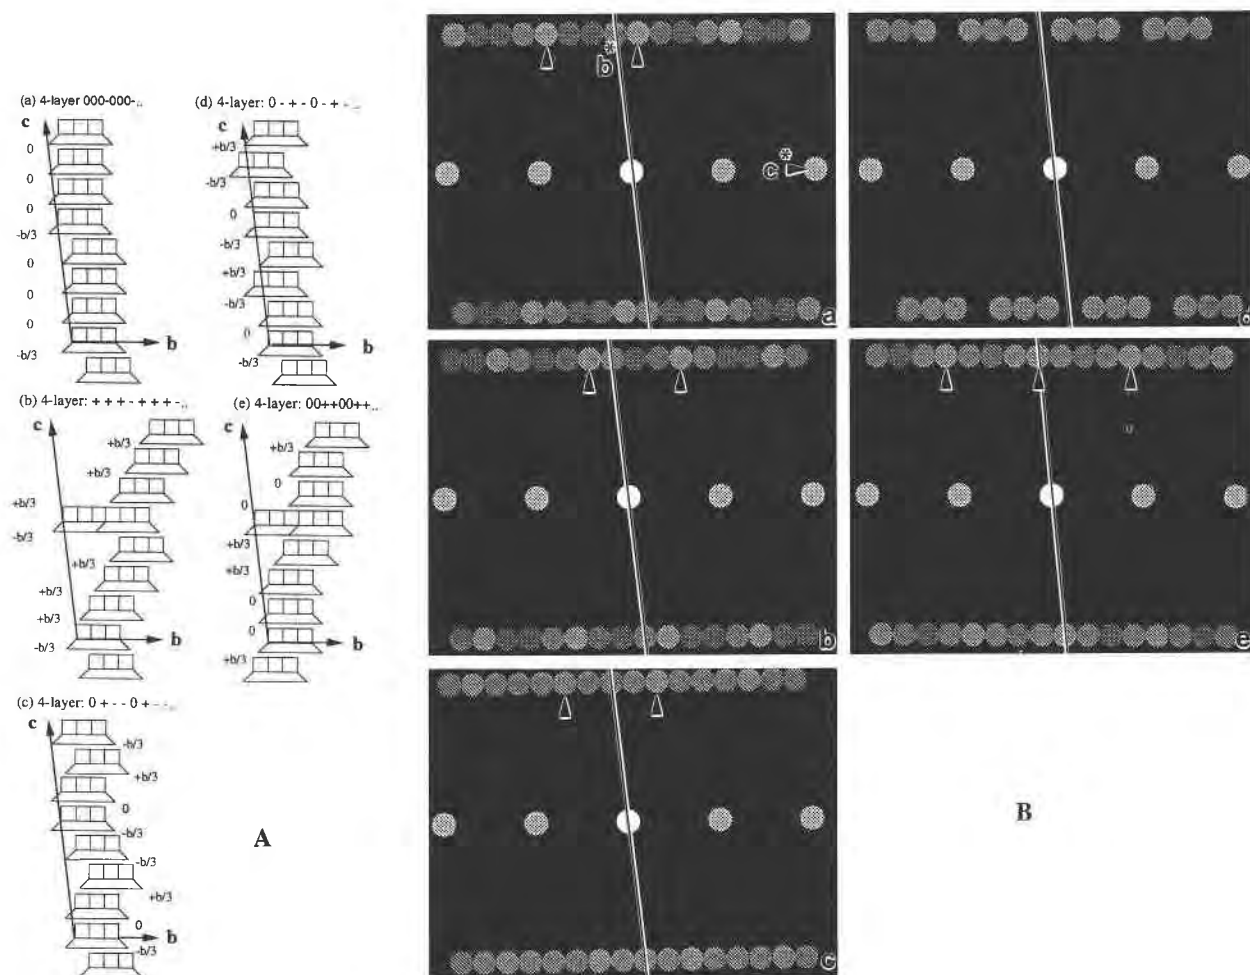 (a) 4-layer 000-000-..
c
0
0
0
-b/3
0
0
0
-b/3
b
(d) 4-layer: 0 - + - 0 - + - ..
c
+b/3
-b/3
0
-b/3
+b/3
-b/3
0
-b/3
b
(b) 4-layer: + + + - + + + -..
c
+b/3
+b/3
+b/3
-b/3
+b/3
+b/3
+b/3
-b/3
b
(e) 4-layer: 00++00++..
c
+b/3
0
0
+b/3
+b/3
0
0
+b/3
b
(c) 4-layer: 0 + - - 0 + - - ..
c
-b/3
+b/3
0
-b/3
-b/3
+b/3
0
-b/3
b
A
b*
c*
a
d
b
e
c
B